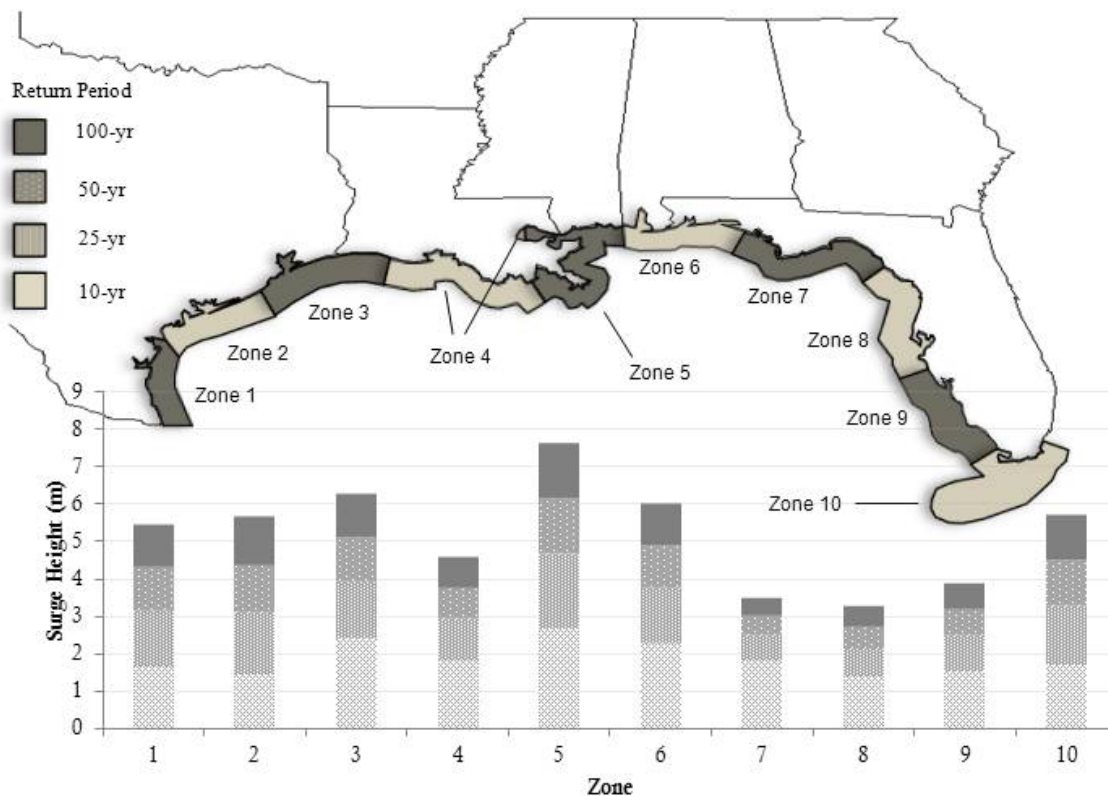 Return Period
100-yr
50-yr
25-yr
10-yr
Zone 1
Zone 2
Zone 3
Zone 4
Zone 5
Zone 6
Zone 7
Zone 8
Zone 9
Zone 10
Surge Height (m)
9
8
7
6
5
4
3
2
1
0
1 2 3 4 5 6 7 8 9 10
Zone